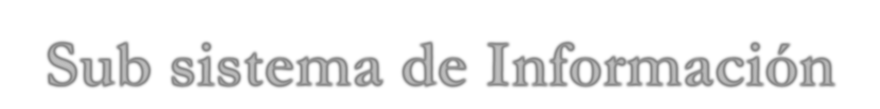 Sub sistema de Información